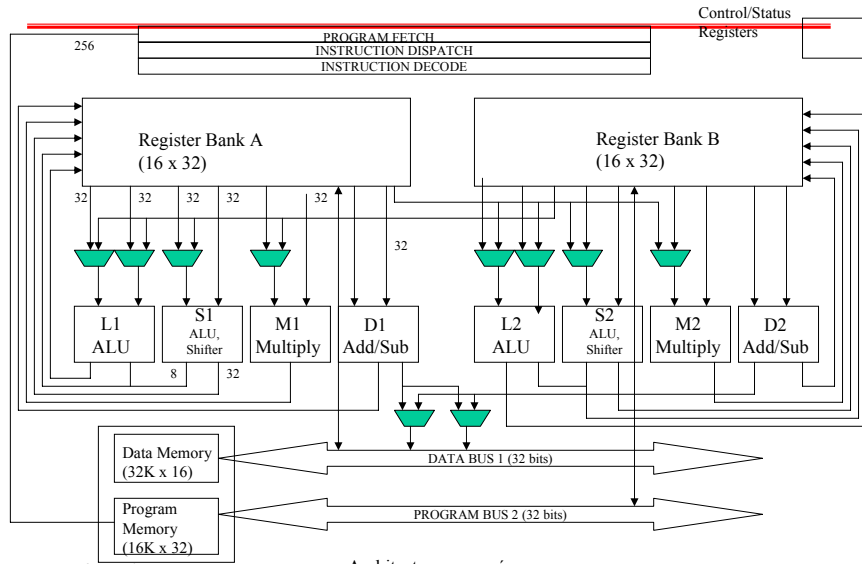 Control/Status
Registers
256
PROGRAM FETCH
INSTRUCTION DISPATCH
INSTRUCTION DECODE
Register Bank A
(16 x 32)
Register Bank B
(16 x 32)
32
32
32
32
32
32
L1
ALU
S1
ALU,
Shifter
M1
Multiply
D1
Add/Sub
L2
ALU
S2
ALU,
Shifter
M2
Multiply
D2
Add/Sub
8
32
Data Memory
(32K x 16)
DATA BUS 1 (32 bits)
Program
Memory
(16K x 32)
PROGRAM BUS 2 (32 bits)